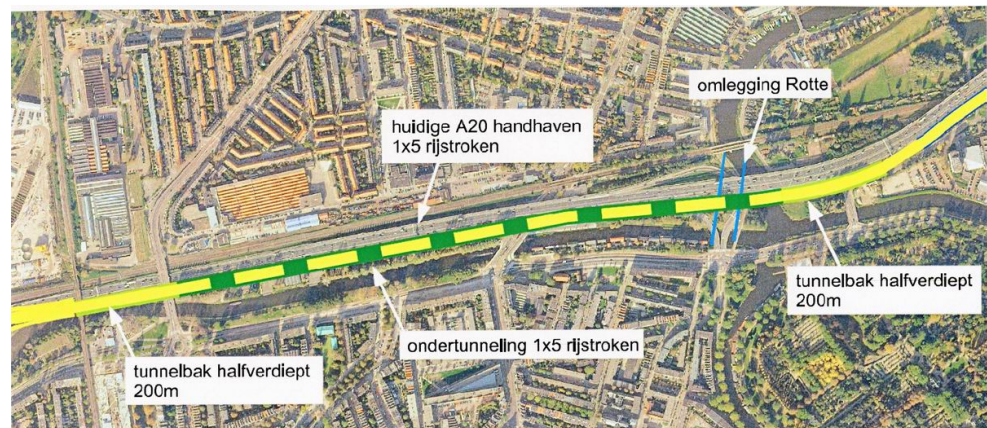 omlegging Rotte
huidige A20 handhaven
1x5 rijstroken
tunnelbak halfverdiept
200m
ondertunneling 1x5 rijstroken
tunnelbak halfverdiept
200m